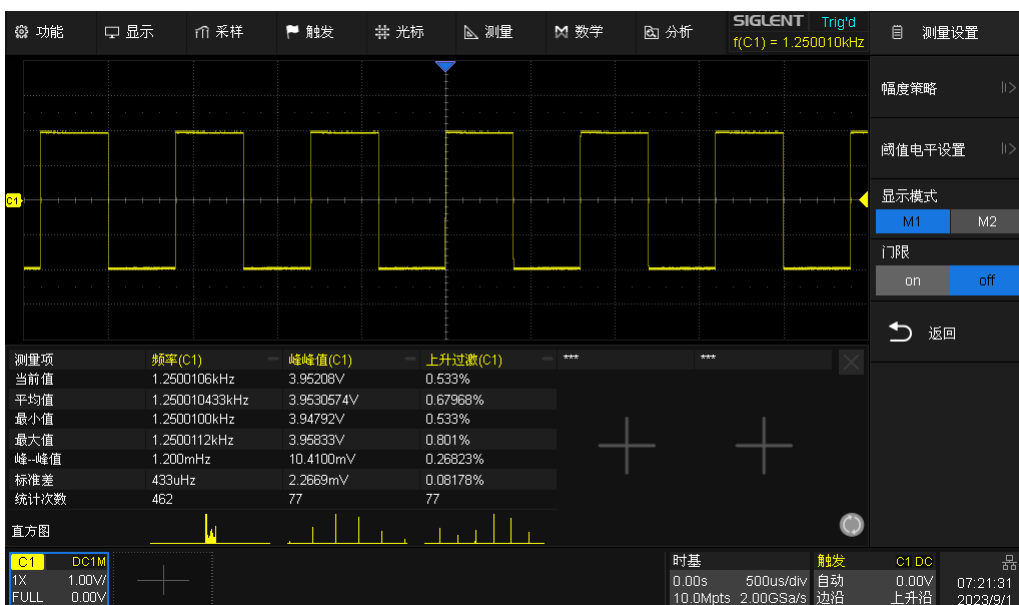 功能 显示 采样 触发 光标 测量 数学 分析 SIGLENT Trig'd
f(C1) = 1.250010kHz
测量设置
幅度策略
阈值电平设置
显示模式
M1 M2
门限
on off
返回
C1
测量项 频率(C1) 峰峰值(C1) 上升过激(C1) *** ***
当前值 1.2500106kHz 3.95208V 0.533%
平均值 1.250010433kHz 3.9530574V 0.67968%
最小值 1.2500100kHz 3.94792V 0.533%
最大值 1.2500112kHz 3.95833V 0.801%
峰--峰值 1.200mHz 10.4100mV 0.26823%
标准差 433uHz 2.2669mV 0.08178%
统计次数 462 77 77
直方图
C1 DC1M
1X 1.00V/
FULL 0.00V
时基
0.00s 500us/div
10.0Mpts 2.00GSa/s
触发 C1 DC
自动 0.00V
边沿 上升沿
07:21:31
2023/9/1